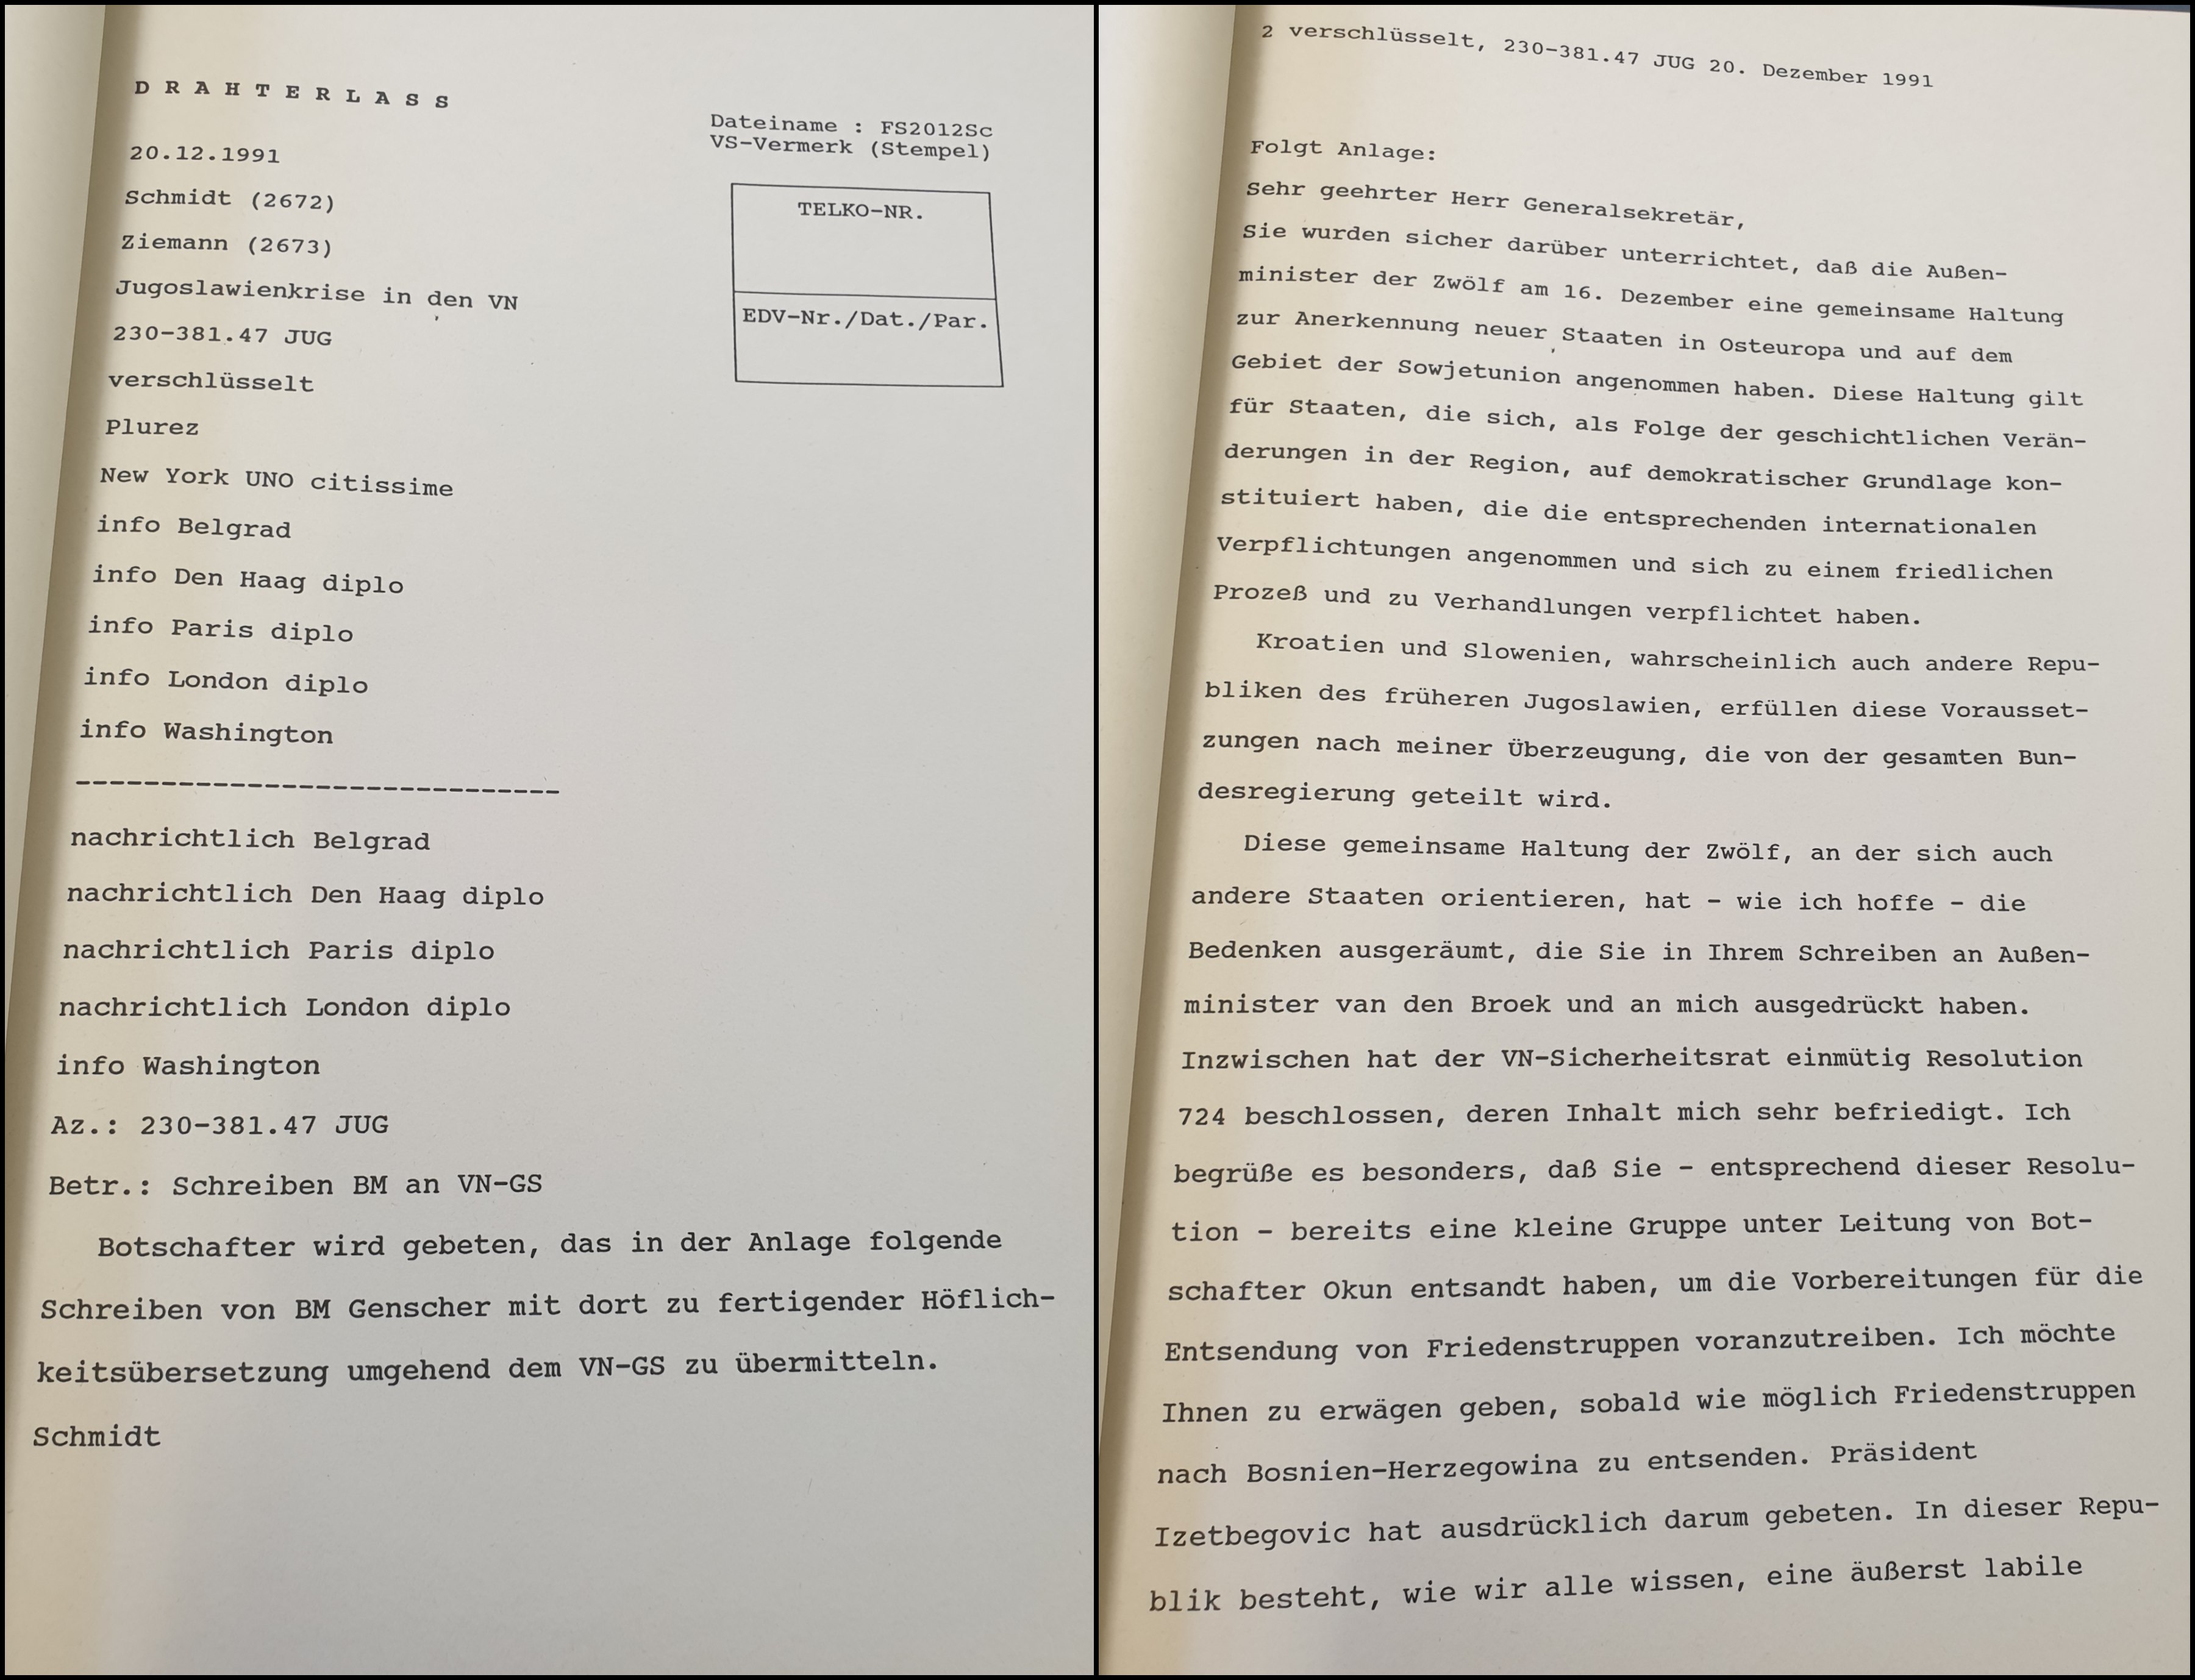 D R A H T E R L A S S
Dateiname : FS2012Sc
VS-Vermerk (Stempel)
20.12.1991
Schmidt (2672)
Ziemann (2673)
Jugoslawienkrise in den VN
230-381.47 JUG
verschlüsselt
Plurez
TELKO-NR.
EDV-Nr./Dat./Par.
New York UNO citissime
info Belgrad
info Den Haag diplo
info Paris diplo
info London diplo
info Washington
-----------------------------
nachrichtlich Belgrad
nachrichtlich Den Haag diplo
nachrichtlich Paris diplo
nachrichtlich London diplo
info Washington
Az.: 230-381.47 JUG
Betr.: Schreiben BM an VN-GS
Botschafter wird gebeten, das in der Anlage folgende
Schreiben von BM Genscher mit dort zu fertigender Höflich-
keitsübersetzung umgehend dem VN-GS zu übermitteln.
Schmidt
2 verschlüsselt, 230-381.47 JUG 20. Dezember 1991
Folgt Anlage:
Sehr geehrter Herr Generalsekretär,
Sie wurden sicher darüber unterrichtet, daß die Außen-
minister der Zwölf am 16. Dezember eine gemeinsame Haltung
zur Anerkennung neuer Staaten in Osteuropa und auf dem
Gebiet der Sowjetunion angenommen haben. Diese Haltung gilt
für Staaten, die sich, als Folge der geschichtlichen Verän-
derungen in der Region, auf demokratischer Grundlage kon-
stituiert haben, die die entsprechenden internationalen
Verpflichtungen angenommen und sich zu einem friedlichen
Prozeß und zu Verhandlungen verpflichtet haben.
Kroatien und Slowenien, wahrscheinlich auch andere Repu-
bliken des früheren Jugoslawien, erfüllen diese Vorausset-
zungen nach meiner Überzeugung, die von der gesamten Bun-
desregierung geteilt wird.
Diese gemeinsame Haltung der Zwölf, an der sich auch
andere Staaten orientieren, hat - wie ich hoffe - die
Bedenken ausgeräumt, die Sie in Ihrem Schreiben an Außen-
minister van den Broek und an mich ausgedrückt haben.
Inzwischen hat der VN-Sicherheitsrat einmütig Resolution
724 beschlossen, deren Inhalt mich sehr befriedigt. Ich
begrüße es besonders, daß Sie - entsprechend dieser Resolu-
tion - bereits eine kleine Gruppe unter Leitung von Bot-
schafter Okun entsandt haben, um die Vorbereitungen für die
Entsendung von Friedenstruppen voranzutreiben. Ich möchte
Ihnen zu erwägen geben, sobald wie möglich Friedenstruppen
nach Bosnien-Herzegowina zu entsenden. Präsident
Izetbegovic hat ausdrücklich darum gebeten. In dieser Repu-
blik besteht, wie wir alle wissen, eine äußerst labile